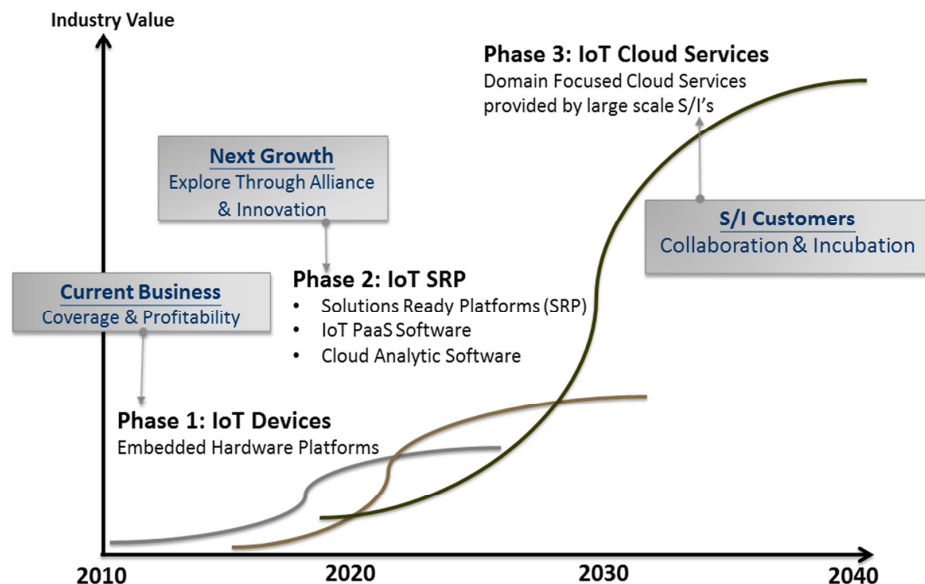 Industry Value
Phase 3: IoT Cloud Services
Domain Focused Cloud Services
provided by large scale S/I's
Next Growth
Explore Through Alliance
& Innovation
S/I Customers
Collaboration & Incubation
Phase 2: IoT SRP
• Solutions Ready Platforms (SRP)
• IoT PaaS Software
• Cloud Analytic Software
Current Business
Coverage & Profitability
Phase 1: IoT Devices
Embedded Hardware Platforms
2010
2020
2030
2040